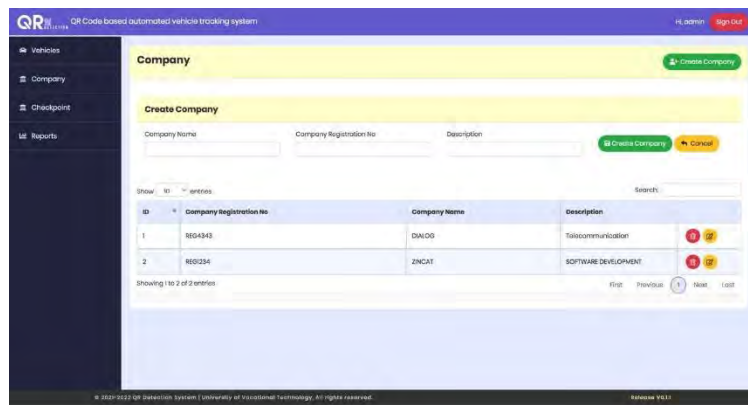 QR QR Code based automated vehicle tracking system Hi, admin Sign Out
Vehicles
Company
Checkpoint
Reports
Company Create Company
Create Company
Company Name Company Registration No Description
Create Company Cancel
Show 10 entries Search:
ID Company Registration No Company Name Description
1 REG4343 DIALOG Telecommunication
2 REG1234 ZINCAT SOFTWARE DEVELOPMENT
Showing 1 to 2 of 2 entries First Previous 1 Next Last
© 2021-2022 QR Detection System | University of Vocational Technology, All rights reserved. Release V0.1.1